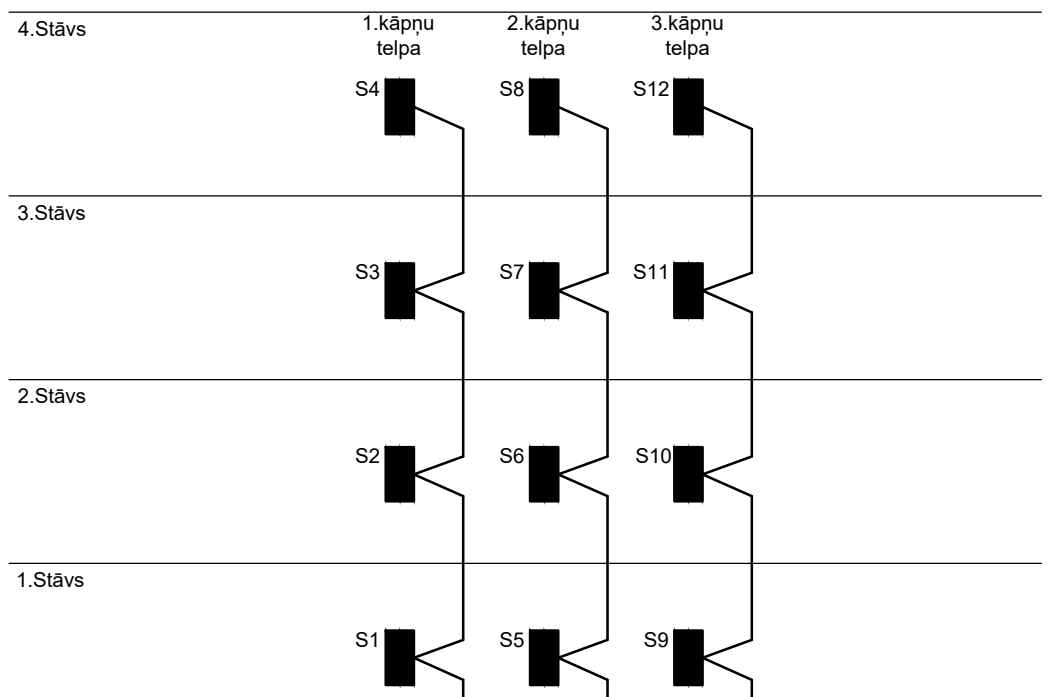 4.Stāvs
1.kāpņu
telpa
2.kāpņu
telpa
3.kāpņu
telpa
S4
S8
S12
3.Stāvs
S3
S7
S11
2.Stāvs
S2
S6
S10
1.Stāvs
S1
S5
S9